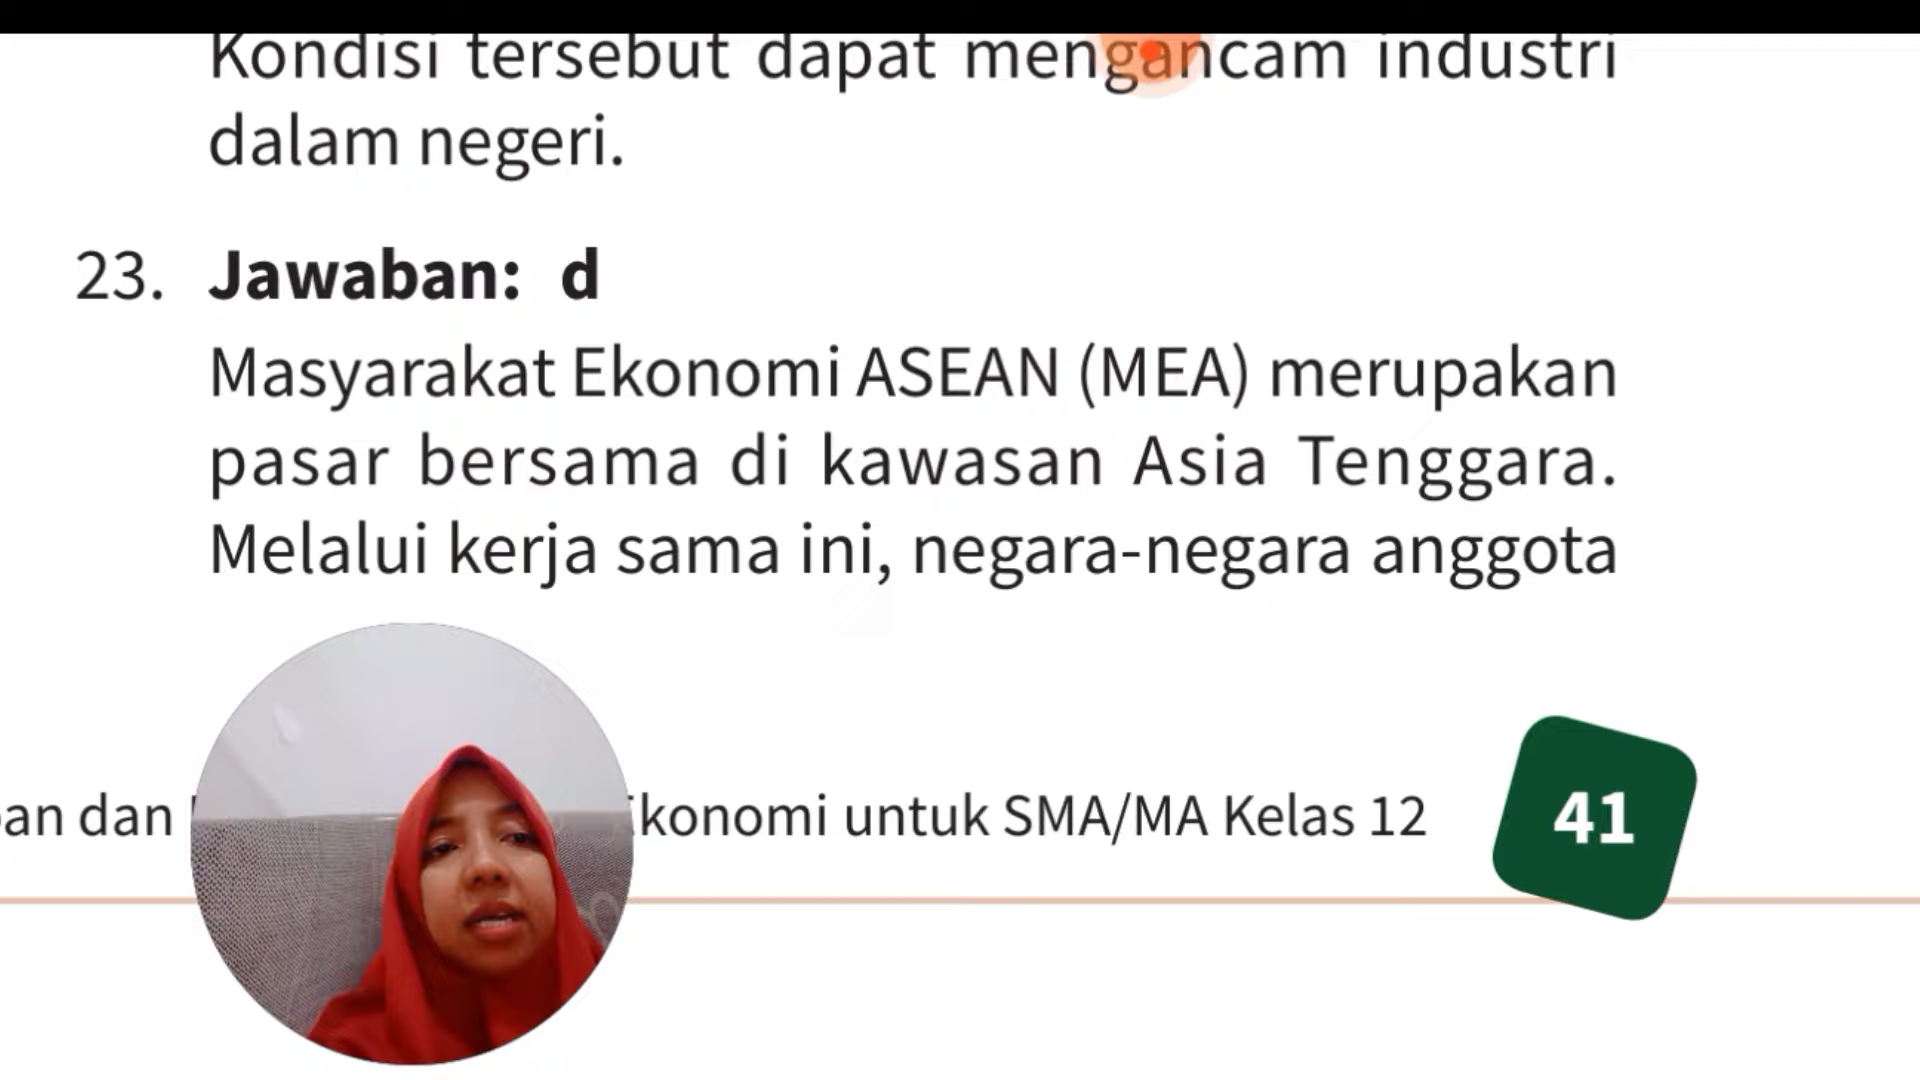 Kondisi tersebut dapat mengancam industri
dalam negeri.
23. Jawaban: d
Masyarakat Ekonomi ASEAN (MEA) merupakan
pasar bersama di kawasan Asia Tenggara.
Melalui kerja sama ini, negara-negara anggota
dan konomi untuk SMA/MA Kelas 12
41